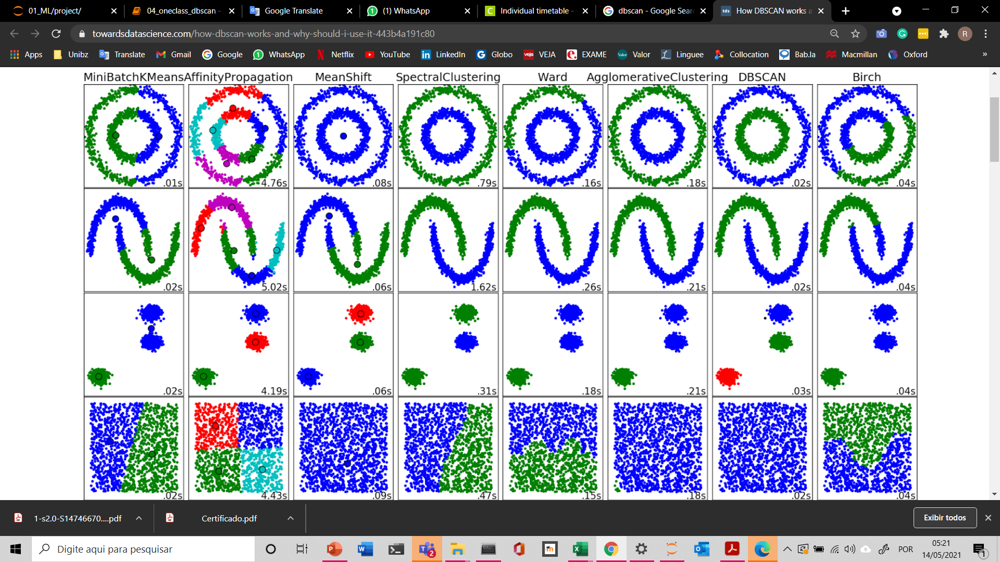 01_ML/project/
04_oneclass_dbscan -
Google Translate
(1) WhatsApp
Individual timetable -
dbscan - Google Sear
How DBSCAN works a
towardsdatascience.com/how-dbscan-works-and-why-should-i-use-it-443b4a191c80
Apps Unibz Translate Gmail Google WhatsApp Netflix YouTube LinkedIn Globo VEJA EXAME Valor Linguee Collocation Bab.la Macmillan Oxford »
MiniBatchKMeans AffinityPropagation MeanShift SpectralClustering Ward AgglomerativeClustering DBSCAN Birch
.01s 4.76s .08s .79s .16s .18s .02s .04s
.02s 5.02s .06s 1.62s .26s .21s .02s .04s
.02s 4.19s .06s .31s .18s .21s .03s .04s
.02s 4.43s .09s .47s .15s .18s .02s .04s
1-s2.0-S14746670....pdf
Certificado.pdf
Exibir todos
Digite aqui para pesquisar
2
POR
05:21
14/05/2021
1